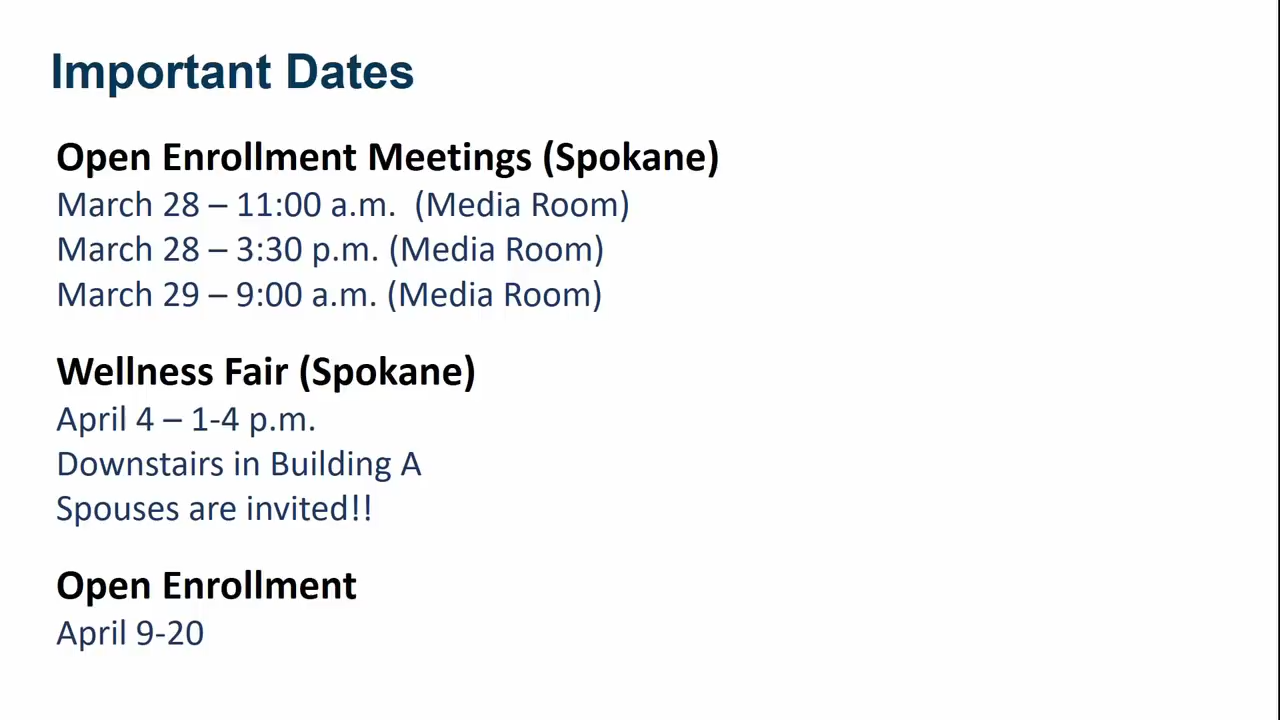 Important Dates
Open Enrollment Meetings (Spokane)
March 28 – 11:00 a.m.  (Media Room)
March 28 – 3:30 p.m. (Media Room)
March 29 – 9:00 a.m. (Media Room)
Wellness Fair (Spokane)
April 4 – 1-4 p.m.
Downstairs in Building A
Spouses are invited!!
Open Enrollment
April 9-20